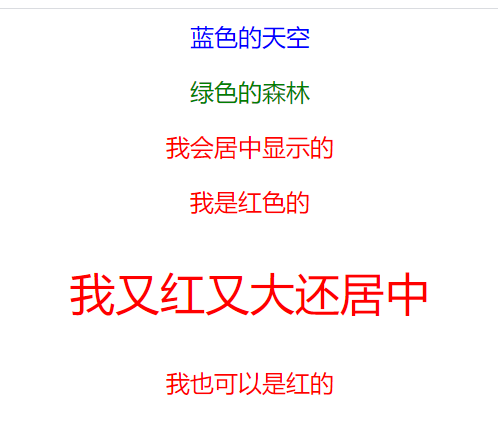 蓝色的天空
绿色的森林
我会居中显示的
我是红色的
我又红又大还居中
我也可以是红的